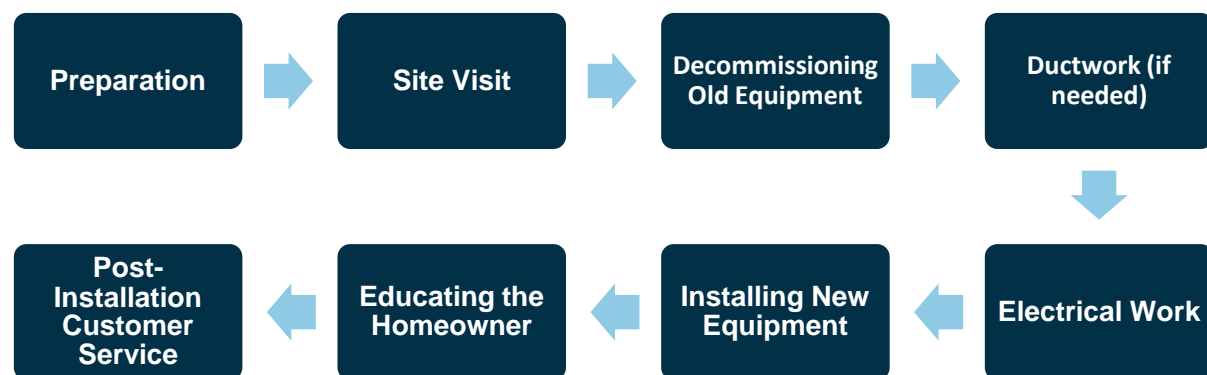 Preparation
Site Visit
Decommissioning
Old Equipment
Ductwork (if
needed)
Electrical Work
Installing New
Equipment
Educating the
Homeowner
Post-
Installation
Customer
Service